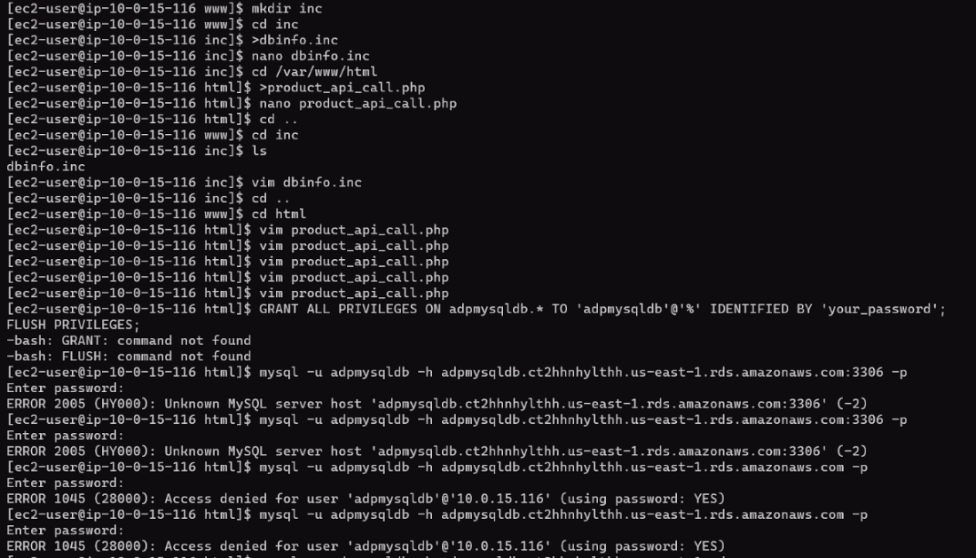 [ec2-user@ip-10-0-15-116 www]$ mkdir inc
[ec2-user@ip-10-0-15-116 www]$ cd inc
[ec2-user@ip-10-0-15-116 inc]$ >dbinfo.inc
[ec2-user@ip-10-0-15-116 inc]$ nano dbinfo.inc
[ec2-user@ip-10-0-15-116 inc]$ cd /var/www/html
[ec2-user@ip-10-0-15-116 html]$ >product_api_call.php
[ec2-user@ip-10-0-15-116 html]$ nano product_api_call.php
[ec2-user@ip-10-0-15-116 html]$ cd ..
[ec2-user@ip-10-0-15-116 www]$ cd inc
[ec2-user@ip-10-0-15-116 inc]$ ls
dbinfo.inc
[ec2-user@ip-10-0-15-116 inc]$ vim dbinfo.inc
[ec2-user@ip-10-0-15-116 inc]$ cd ..
[ec2-user@ip-10-0-15-116 www]$ cd html
[ec2-user@ip-10-0-15-116 html]$ vim product_api_call.php
[ec2-user@ip-10-0-15-116 html]$ vim product_api_call.php
[ec2-user@ip-10-0-15-116 html]$ vim product_api_call.php
[ec2-user@ip-10-0-15-116 html]$ vim product_api_call.php
[ec2-user@ip-10-0-15-116 html]$ vim product_api_call.php
[ec2-user@ip-10-0-15-116 html]$ GRANT ALL PRIVILEGES ON adpmysqldb.* TO 'adpmysqldb'@'%' IDENTIFIED BY 'your_password';
FLUSH PRIVILEGES;
-bash: GRANT: command not found
-bash: FLUSH: command not found
[ec2-user@ip-10-0-15-116 html]$ mysql -u adpmysqldb -h adpmysqldb.ct2hhnhylthh.us-east-1.rds.amazonaws.com:3306 -p
Enter password:
ERROR 2005 (HY000): Unknown MySQL server host 'adpmysqldb.ct2hhnhylthh.us-east-1.rds.amazonaws.com:3306' (-2)
[ec2-user@ip-10-0-15-116 html]$ mysql -u adpmysqldb -h adpmysqldb.ct2hhnhylthh.us-east-1.rds.amazonaws.com:3306 -p
Enter password:
ERROR 2005 (HY000): Unknown MySQL server host 'adpmysqldb.ct2hhnhylthh.us-east-1.rds.amazonaws.com:3306' (-2)
[ec2-user@ip-10-0-15-116 html]$ mysql -u adpmysqldb -h adpmysqldb.ct2hhnhylthh.us-east-1.rds.amazonaws.com -p
Enter password:
ERROR 1045 (28000): Access denied for user 'adpmysqldb'@'10.0.15.116' (using password: YES)
[ec2-user@ip-10-0-15-116 html]$ mysql -u adpmysqldb -h adpmysqldb.ct2hhnhylthh.us-east-1.rds.amazonaws.com -p
Enter password:
ERROR 1045 (28000): Access denied for user 'adpmysqldb'@'10.0.15.116' (using password: YES)